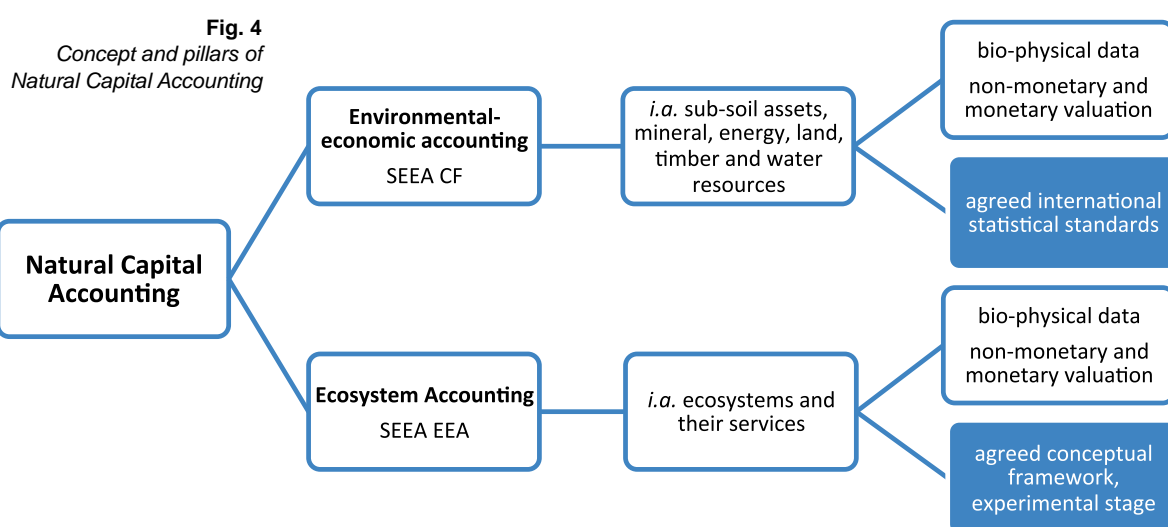 Fig. 4
Concept and pillars of
Natural Capital Accounting
Natural Capital
Accounting
Environmental-
economic accounting
SEEA CF
i.a. sub-soil assets,
mineral, energy, land,
timber and water
resources
bio-physical data
non-monetary and
monetary valuation
agreed international
statistical standards
Ecosystem Accounting
SEEA EEA
i.a. ecosystems and
their services
bio-physical data
non-monetary and
monetary valuation
agreed conceptual
framework,
experimental stage